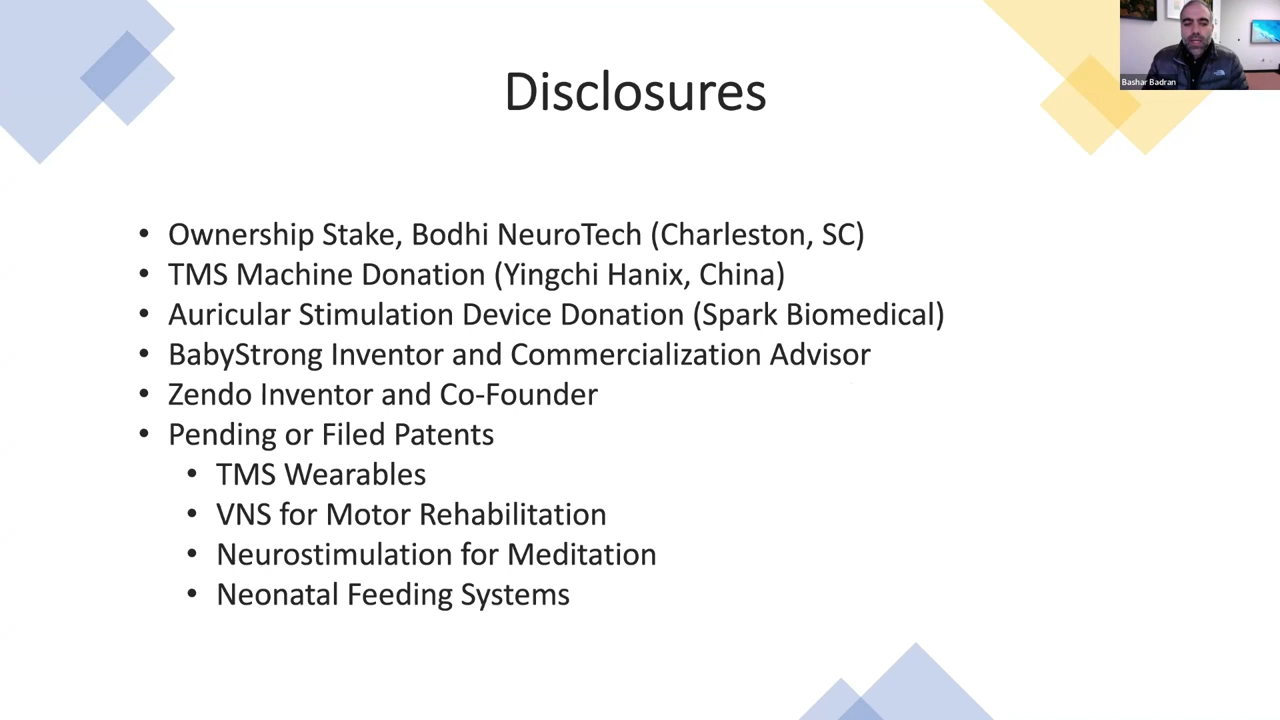 Bashar Badran
Disclosures
• Ownership Stake, Bodhi NeuroTech (Charleston, SC)
• TMS Machine Donation (Yingchi Hanix, China)
• Auricular Stimulation Device Donation (Spark Biomedical)
• BabyStrong Inventor and Commercialization Advisor
• Zendo Inventor and Co-Founder
• Pending or Filed Patents
• TMS Wearables
• VNS for Motor Rehabilitation
• Neurostimulation for Meditation
• Neonatal Feeding Systems